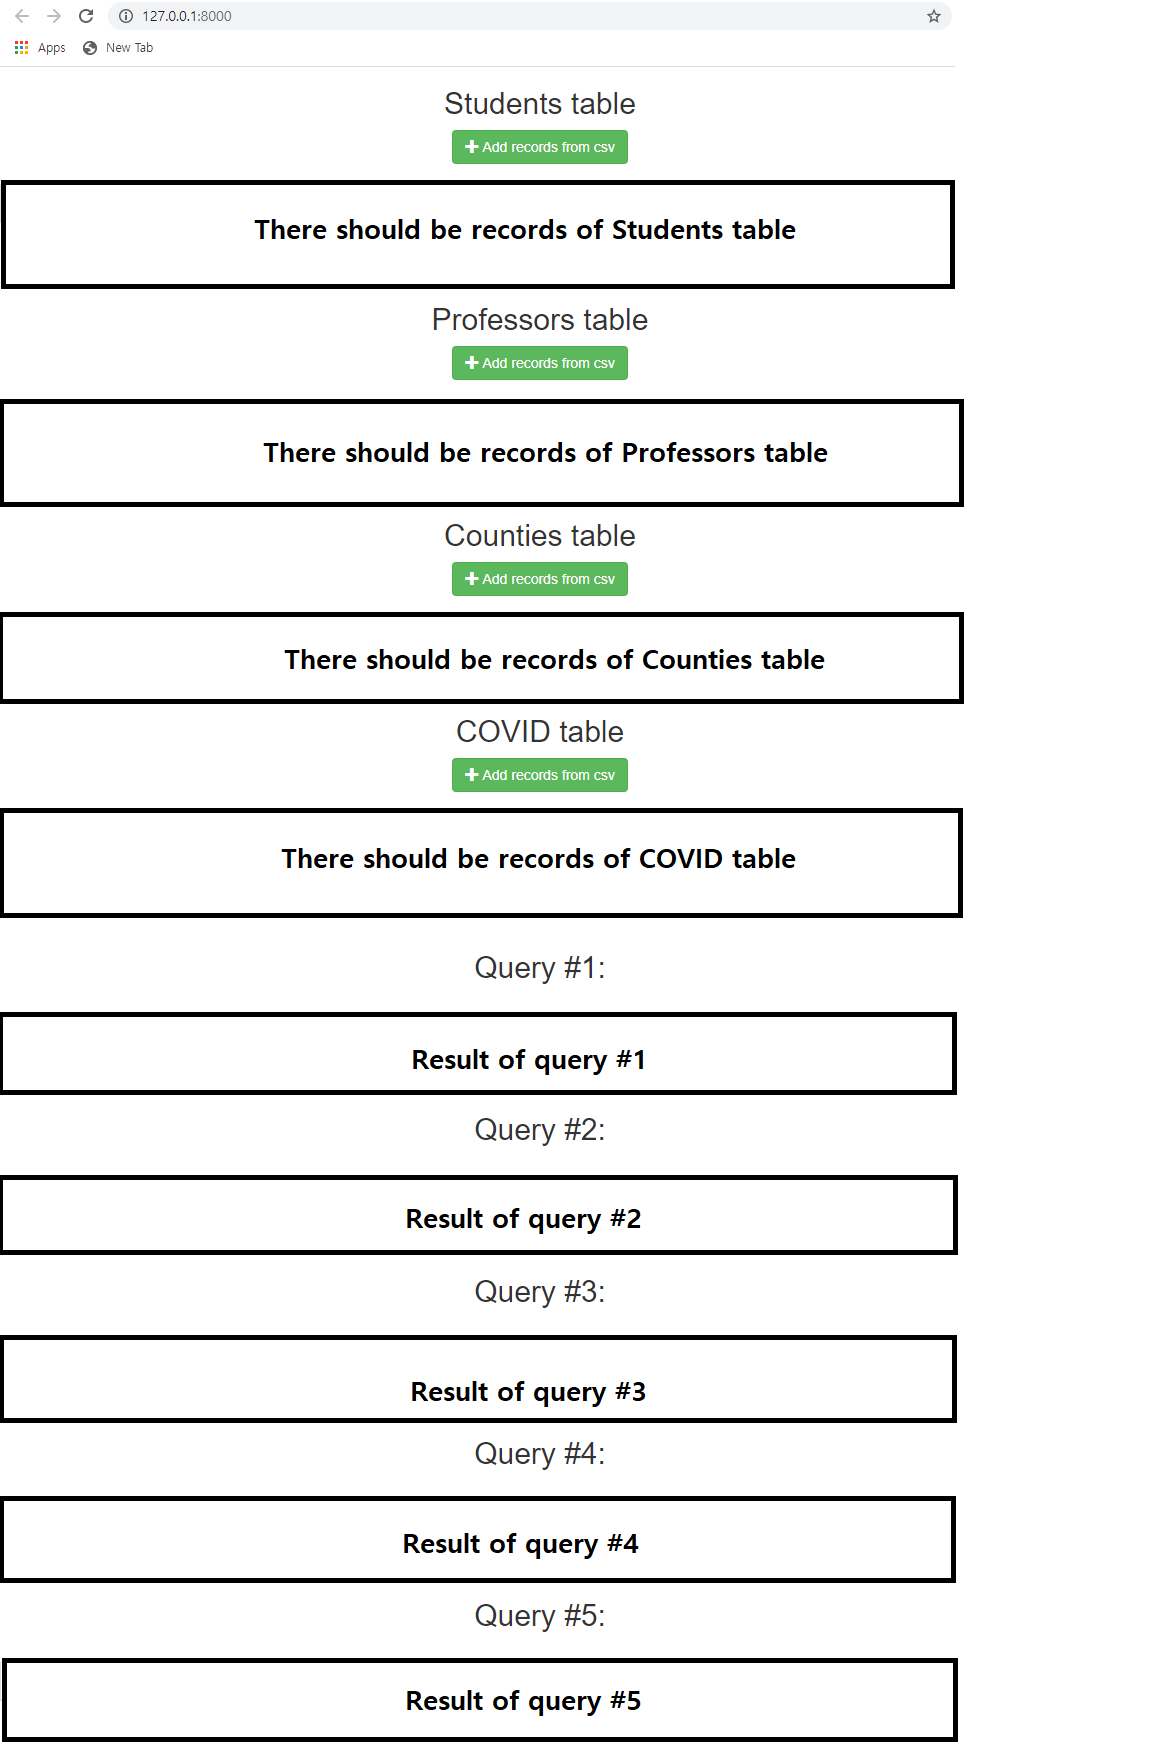 127.0.0.1:8000
Apps New Tab
Students table
Add records from csv
There should be records of Students table
Professors table
Add records from csv
There should be records of Professors table
Counties table
Add records from csv
There should be records of Counties table
COVID table
Add records from csv
There should be records of COVID table
Query #1:
Result of query #1
Query #2:
Result of query #2
Query #3:
Result of query #3
Query #4:
Result of query #4
Query #5:
Result of query #5